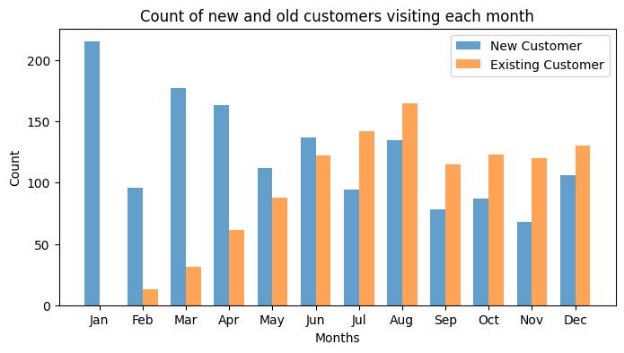 Count of new and old customers visiting each month
New Customer
Existing Customer
200
150
100
50
0
Count
Jan Feb Mar Apr May Jun Jul Aug Sep Oct Nov Dec
Months